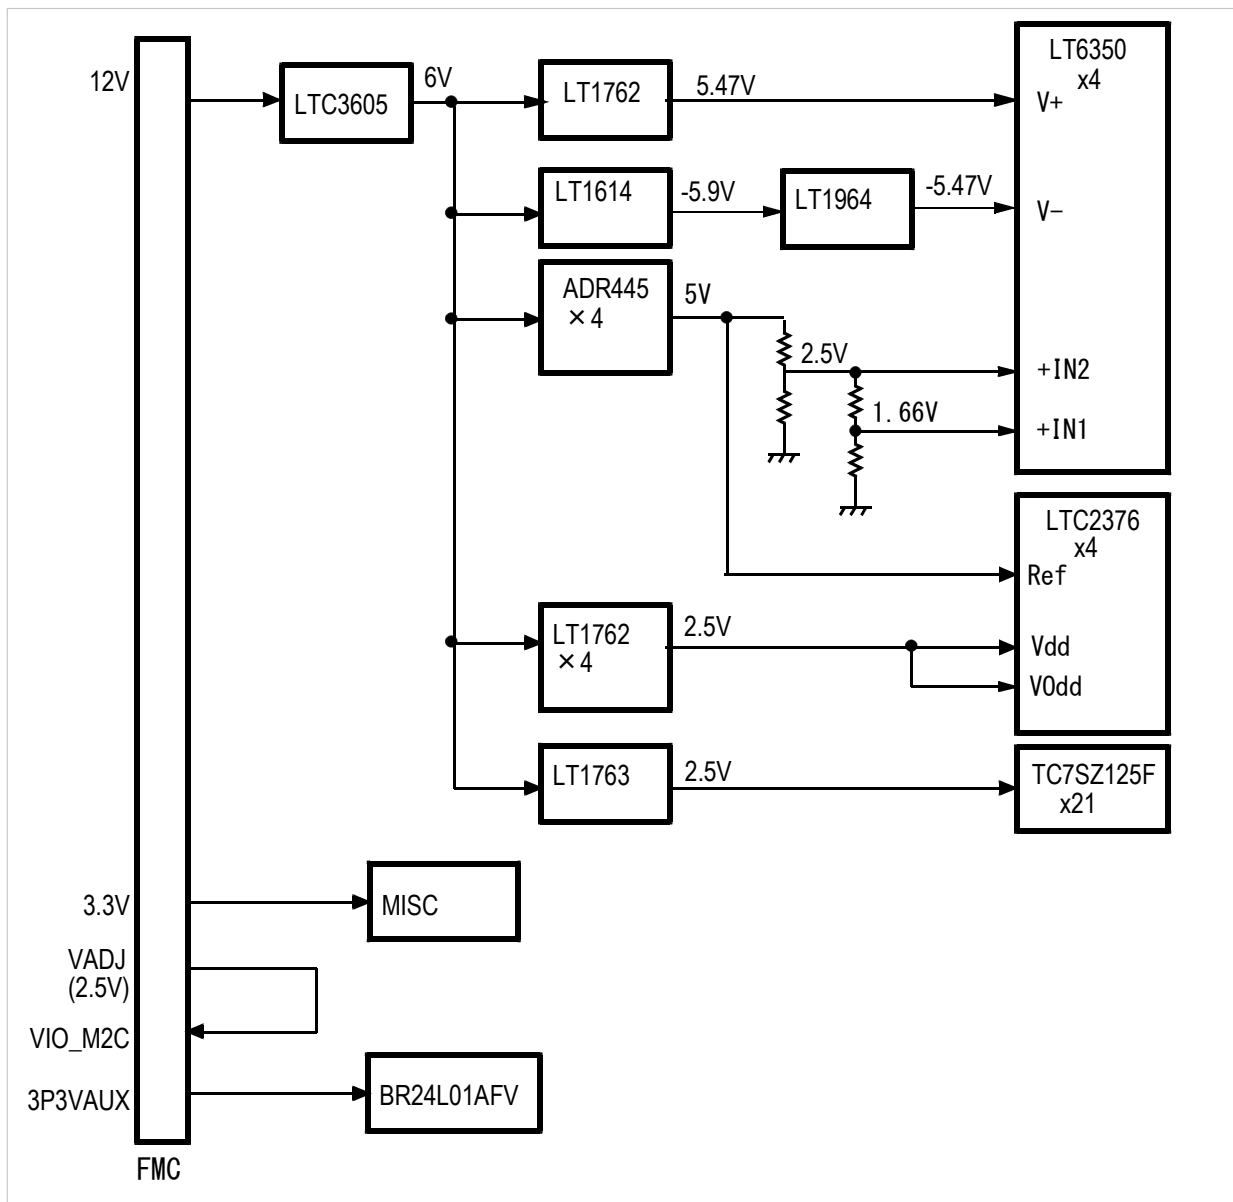 12V
LTC3605
6V
LT1762
5.47V
LT6350
x4
V+
LT1614
-5.9V
LT1964
-5.47V
V−
ADR445
×4
5V
2.5V
+IN2
1.66V
+IN1
LTC2376
x4
Ref
LT1762
×4
2.5V
Vdd
VOdd
LT1763
2.5V
TC7SZ125F
x21
3.3V
MISC
VADJ
(2.5V)
VIO_M2C
3P3VAUX
BR24L01AFV
FMC